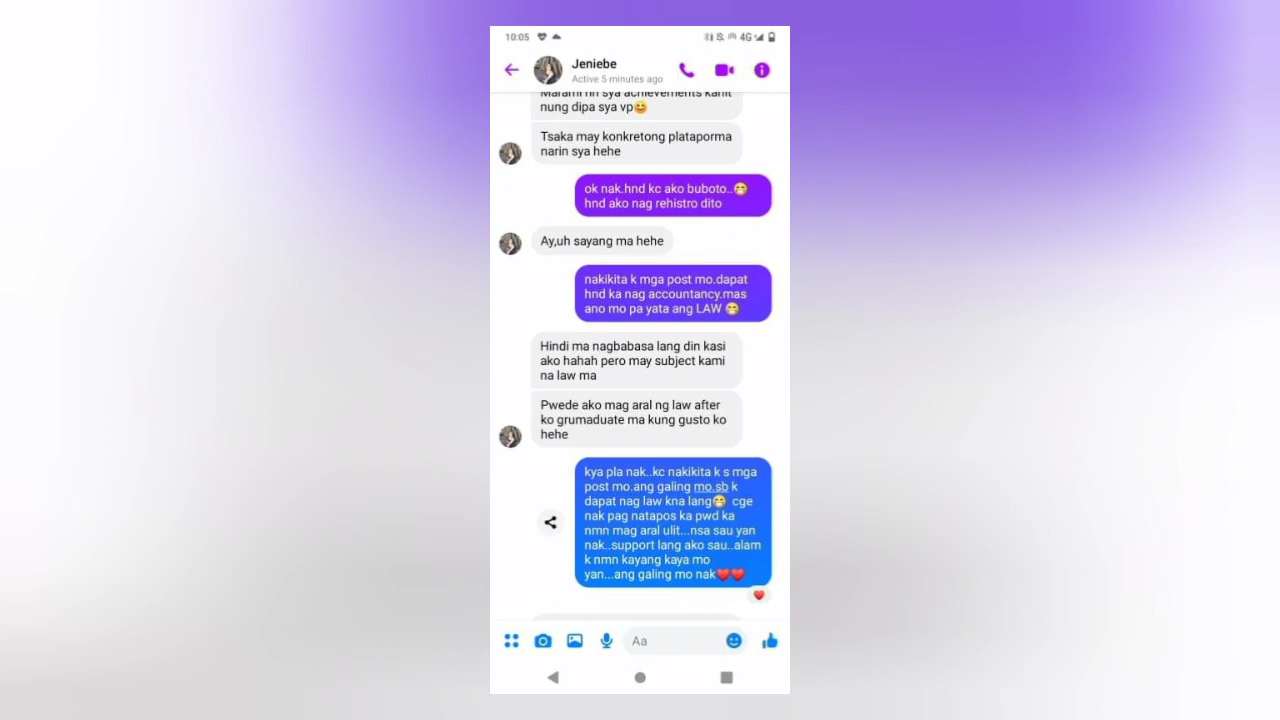 10:05
4G
Jeniebe
Active 5 minutes ago
Marami nn sya achievements kahit
nung dipa sya vp😆
Tsaka may konkretong plataporma
narin sya hehe
ok nak.hnd kc ako buboto..😁
hnd ako nag rehistro dito
Ay,uh sayang ma hehe
nakikita k mga post mo.dapat
hnd ka nag accountancy.mas
ano mo pa yata ang LAW 😁
Hindi ma nagbabasa lang din kasi
ako hahah pero may subject kami
na law ma
Pwede ako mag aral ng law after
ko grumaduate ma kung gusto ko
hehe
kya pla nak..kc nakikita k s mga
post mo.ang galing mo.sb k
dapat nag law kna lang😁 cge
nak pag natapos ka pwd ka
nmn mag aral ulit...nsa sau yan
nak..support lang ako sau..alam
k nmn kayang kaya mo
yan...ang galing mo nak❤️❤️
Aa